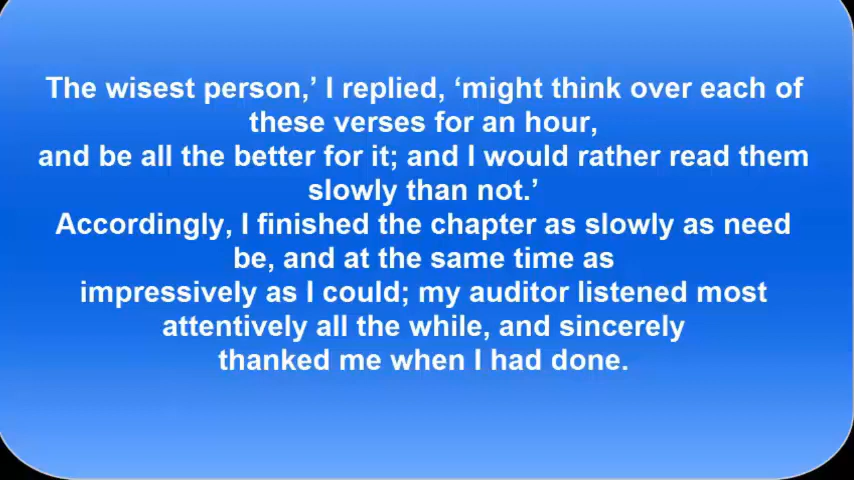 The wisest person,’ I replied, ‘might think over each of
these verses for an hour,
and be all the better for it; and I would rather read them
slowly than not.’
Accordingly, I finished the chapter as slowly as need
be, and at the same time as
impressively as I could; my auditor listened most
attentively all the while, and sincerely
thanked me when I had done.